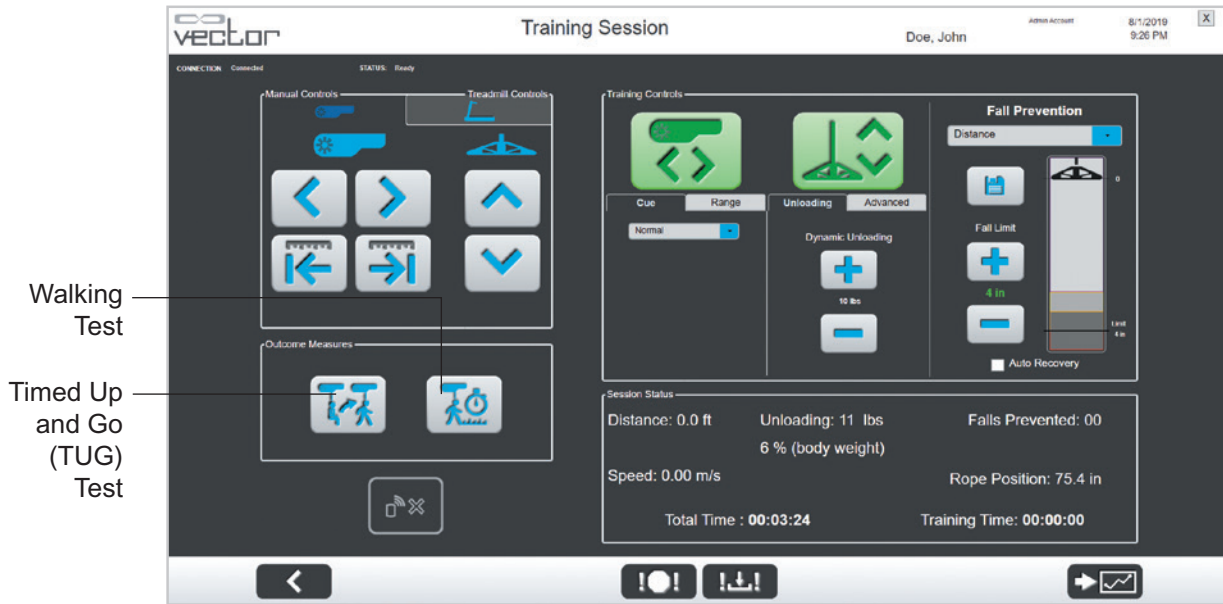 vector
Training Session
Doe, John
Admin Account
8/1/2019
9:26 PM
X
CONNECTION Connected
STATUS: Ready
Manual Controls
Treadmill Controls
Training Controls
Fall Prevention
Distance
0
Cue
Range
Unloading
Advanced
Normal
Dynamic Unloading
10 lbs
Fall Limit
4 in
Limit
4 in
Auto Recovery
Walking
Test
Outcome Measures
Timed Up
and Go
(TUG)
Test
Session Status
Distance: 0.0 ft
Unloading: 11 lbs
Falls Prevented: 00
6 % (body weight)
Speed: 0.00 m/s
Rope Position: 75.4 in
Total Time : 00:03:24
Training Time: 00:00:00